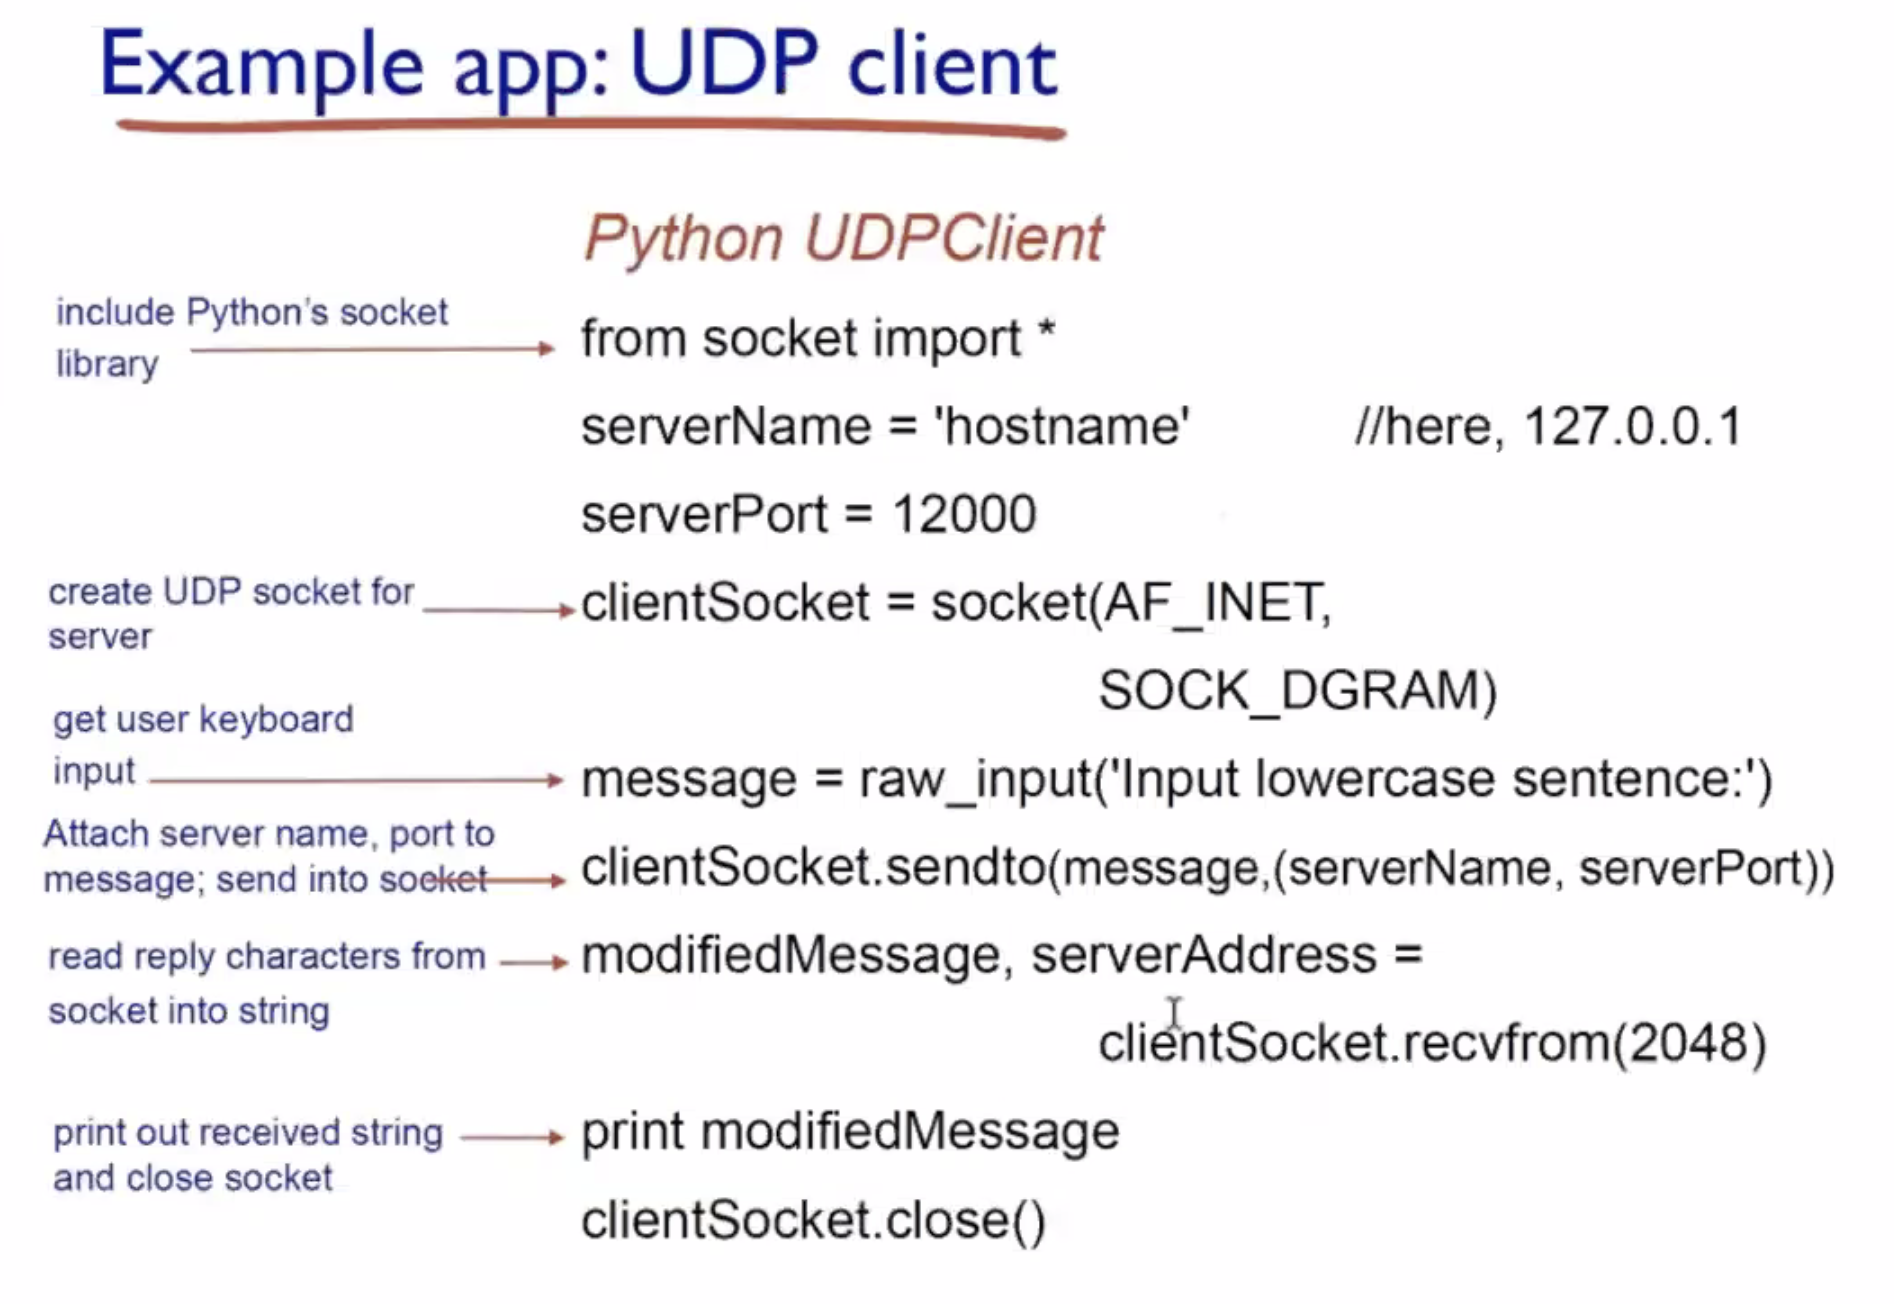 Example app: UDP client
Python UDPClient
include Python's socket
library
from socket import *
serverName = 'hostname' //here, 127.0.0.1
serverPort = 12000
create UDP socket for
server
clientSocket = socket(AF_INET,
SOCK_DGRAM)
get user keyboard
input
message = raw_input('Input lowercase sentence:')
Attach server name, port to
message; send into socket
clientSocket.sendto(message,(serverName, serverPort))
read reply characters from
socket into string
modifiedMessage, serverAddress =
clientSocket.recvfrom(2048)
print out received string
and close socket
print modifiedMessage
clientSocket.close()